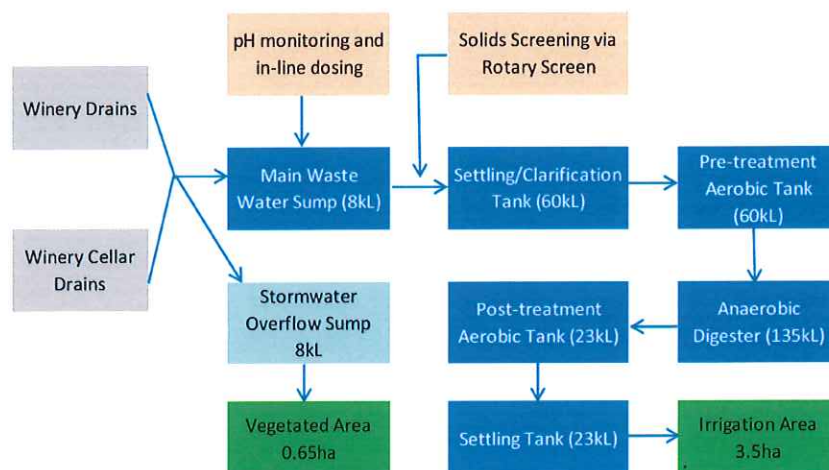 pH monitoring and
in-line dosing
Solids Screening via
Rotary Screen
Winery Drains
Main Waste
Water Sump (8kL)
Settling/Clarification
Tank (60kL)
Pre-treatment
Aerobic Tank
(60kL)
Winery Cellar
Drains
Stormwater
Overflow Sump
8kL
Post-treatment
Aerobic Tank (23kL)
Anaerobic
Digester (135kL)
Vegetated Area
0.65ha
Settling Tank (23kL)
Irrigation Area
3.5ha